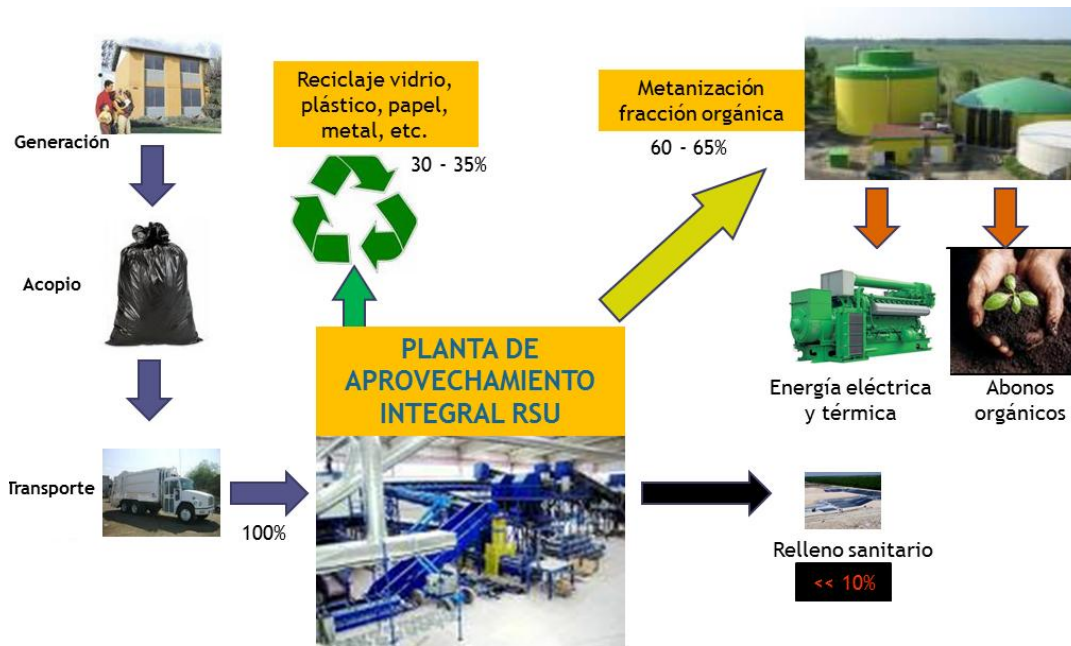 Generación
Acopio
Transporte
100%
Reciclaje vidrio,
plástico, papel,
metal, etc.
30 - 35%
PLANTA DE
APROVECHAMIENTO
INTEGRAL RSU
Metanización
fracción orgánica
60 - 65%
Energía eléctrica
y térmica
Abonos
orgánicos
Relleno sanitario
<< 10%